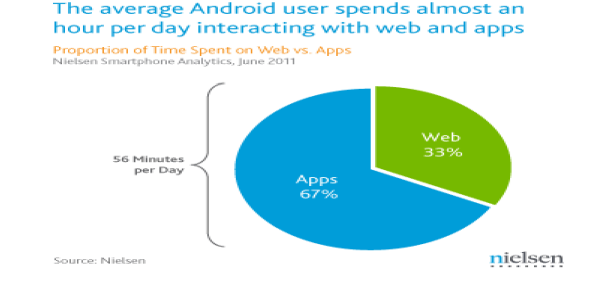 The average Android user spends almost an
hour per day interacting with web and apps
Proportion of Time Spent on Web vs. Apps
Nielsen Smartphone Analytics, June 2011
Web
33%
56 Minutes
per Day
Apps
67%
Source: Nielsen
nielsen